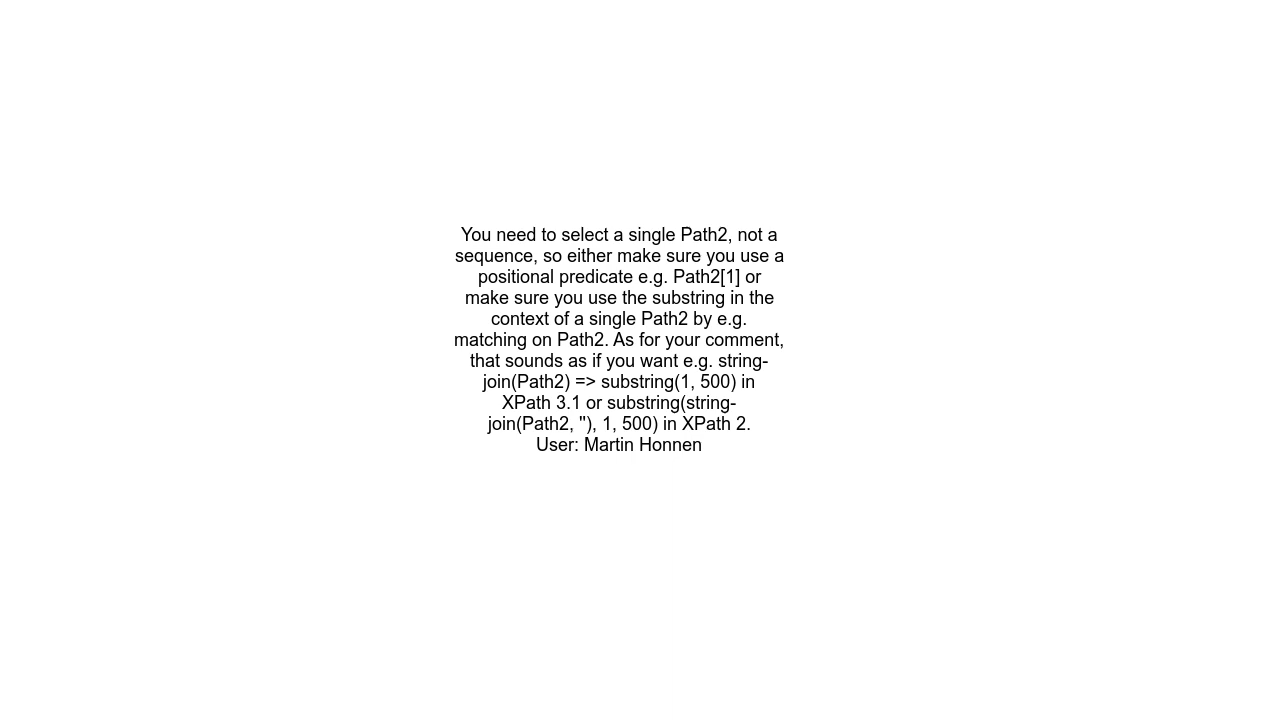 You need to select a single Path2, not a
sequence, so either make sure you use a
positional predicate e.g. Path2[1] or
make sure you use the substring in the
context of a single Path2 by e.g.
matching on Path2. As for your comment,
that sounds as if you want e.g. string-
join(Path2) => substring(1, 500) in
XPath 3.1 or substring(string-
join(Path2, ''), 1, 500) in XPath 2.
User: Martin Honnen